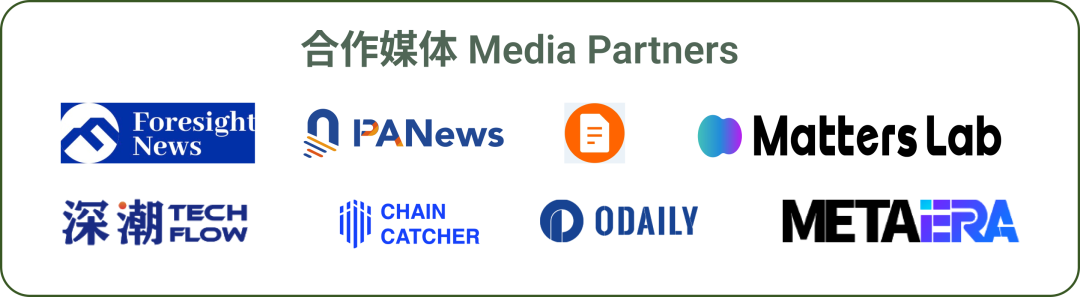 合作媒体 Media Partners
Foresight
News
PANews
Matters Lab
深潮 TECH
FLOW
CHAIN
CATCHER
ODAILY
METAERA